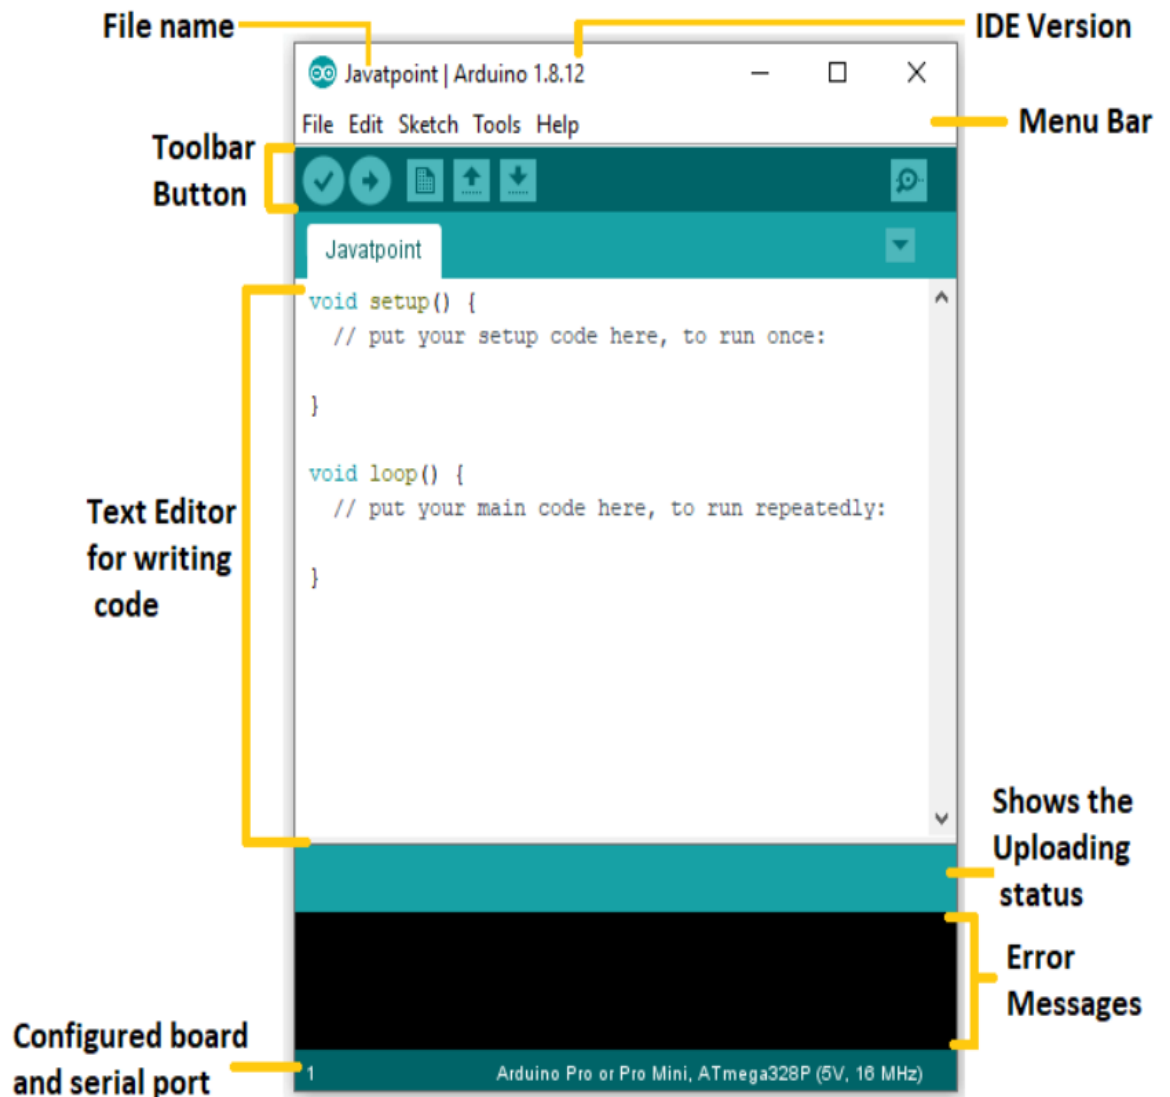 File name
IDE Version
Javatpoint | Arduino 1.8.12
File Edit Sketch Tools Help
Menu Bar
Toolbar
Button
Javatpoint
void setup() {
// put your setup code here, to run once:
}
void loop() {
// put your main code here, to run repeatedly:
}
Text Editor
for writing
code
Shows the
Uploading
status
Error
Messages
Configured board
and serial port
1
Arduino Pro or Pro Mini, ATmega328P (5V, 16 MHz)